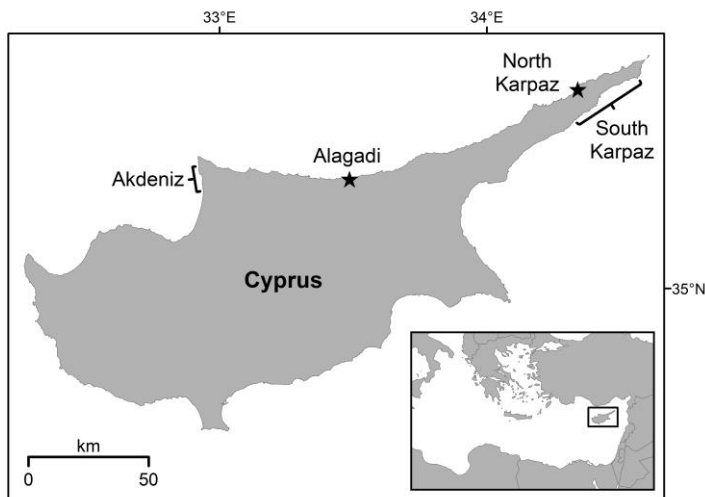 33°E
34°E
North
Karpaz
South
Karpaz
Alagadi
Akdeniz
Cyprus
35°N
km
0
50